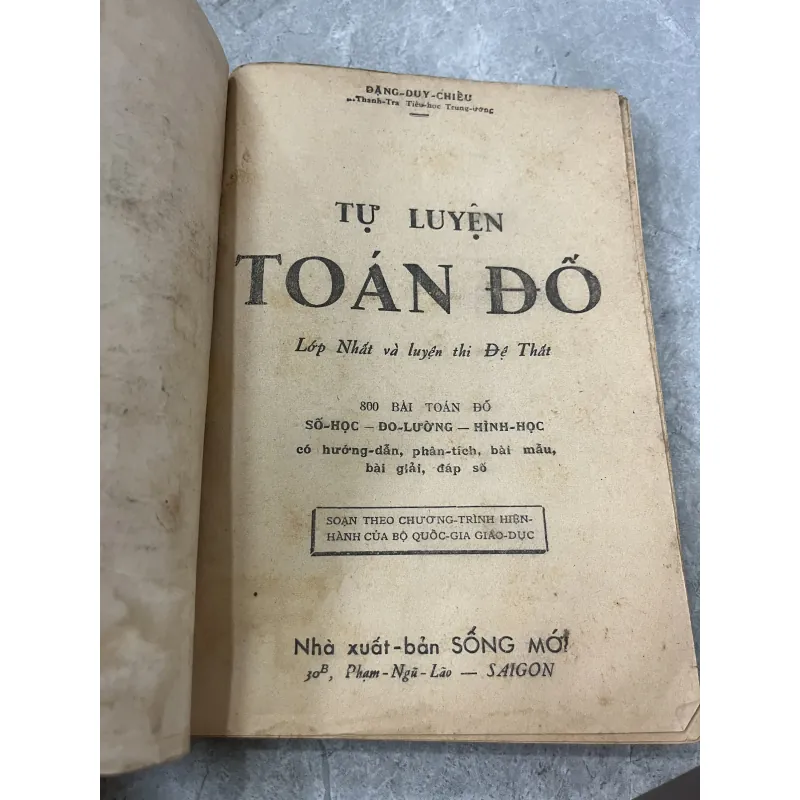 ĐẶNG-DUY-CHIỂU
Thanh-Tra Tiểu-học Trung-ương
TỰ LUYỆN
TOÁN ĐỐ
Lớp Nhất và luyện thi Đệ Thất
800 BÀI TOÁN ĐỐ
SỐ-HỌC — ĐO-LƯỜNG — HÌNH-HỌC
có hướng-dẫn, phân-tích, bài mẫu,
bài giải, đáp số
SOẠN THEO CHƯƠNG-TRÌNH HIỆN-
HÀNH CỦA BỘ QUỐC-GIA GIÁO-DỤC
Nhà xuất-bản SỐNG MỚI
30B, Phạm-Ngũ-Lão — SAIGON